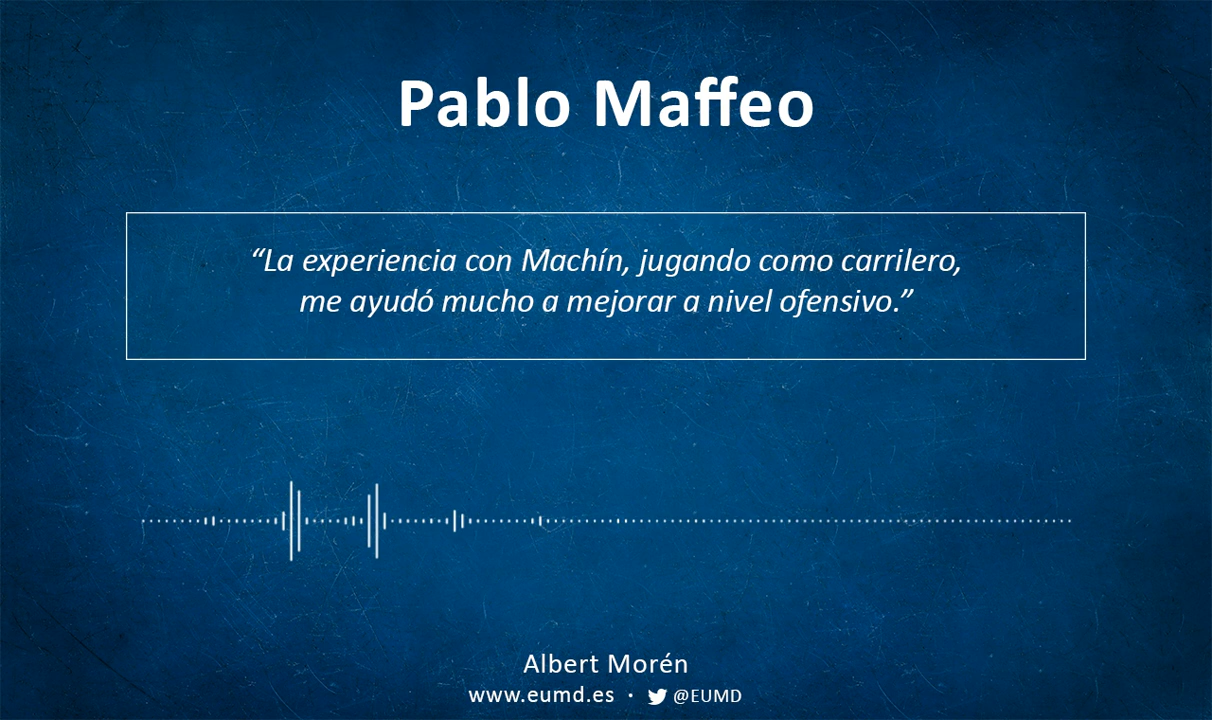 Pablo Maffeo
“La experiencia con Machín, jugando como carrilero,
me ayudó mucho a mejorar a nivel ofensivo.”
Albert Morén
www.eumd.es · @EUMD